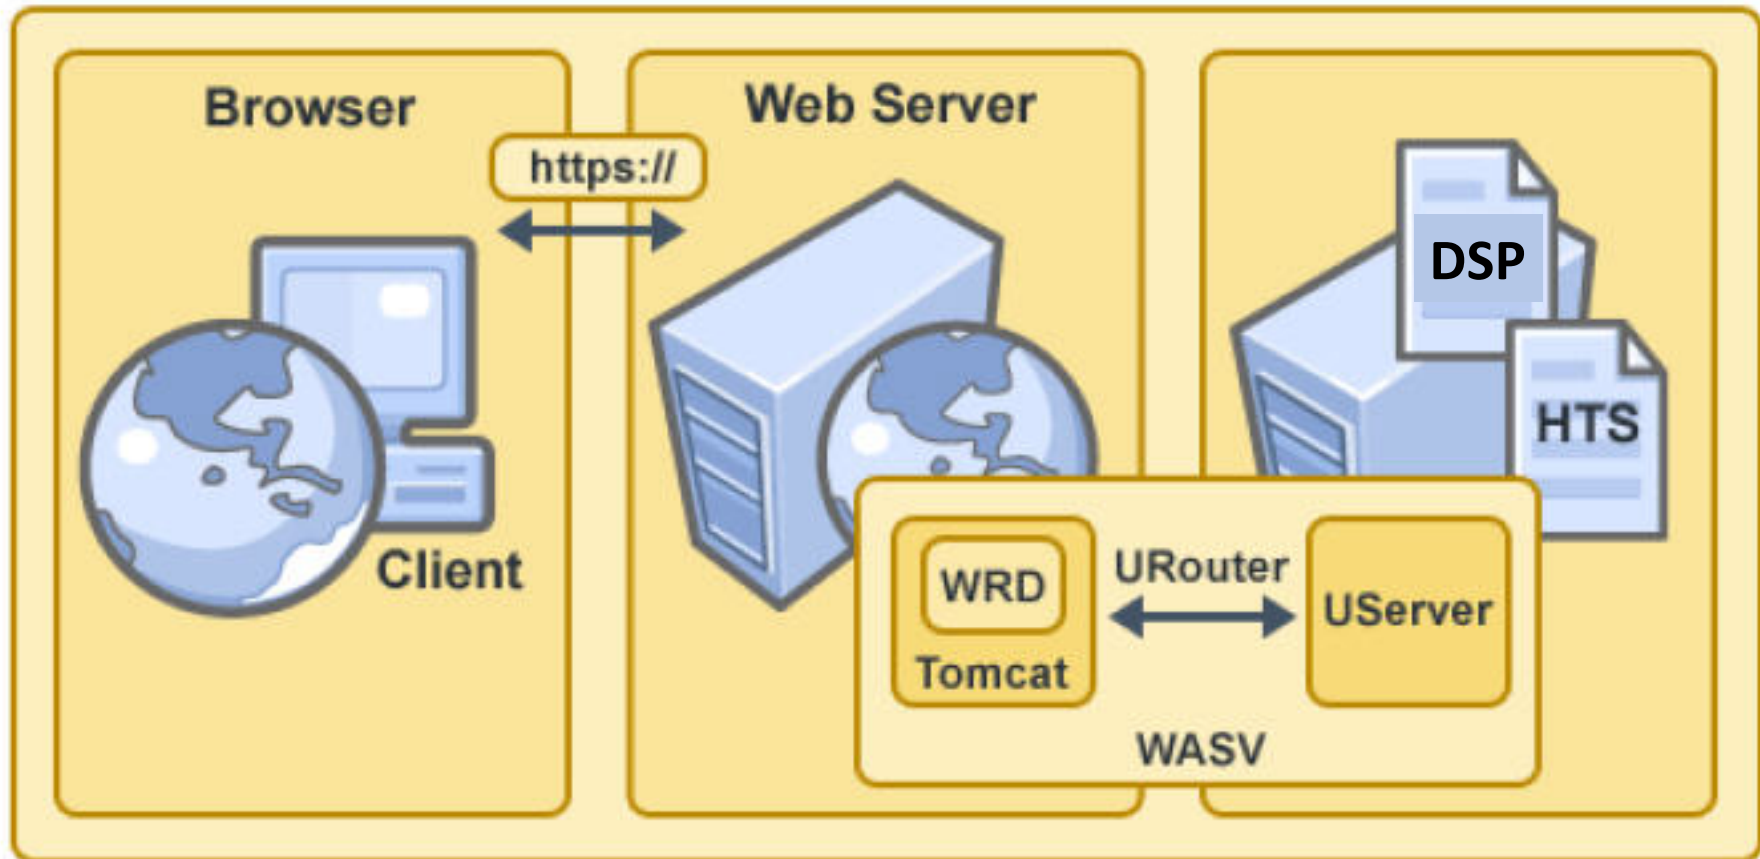 Browser
Web Server
https://
DSP
HTS
Client
WRD
URouter
UServer
Tomcat
WASV